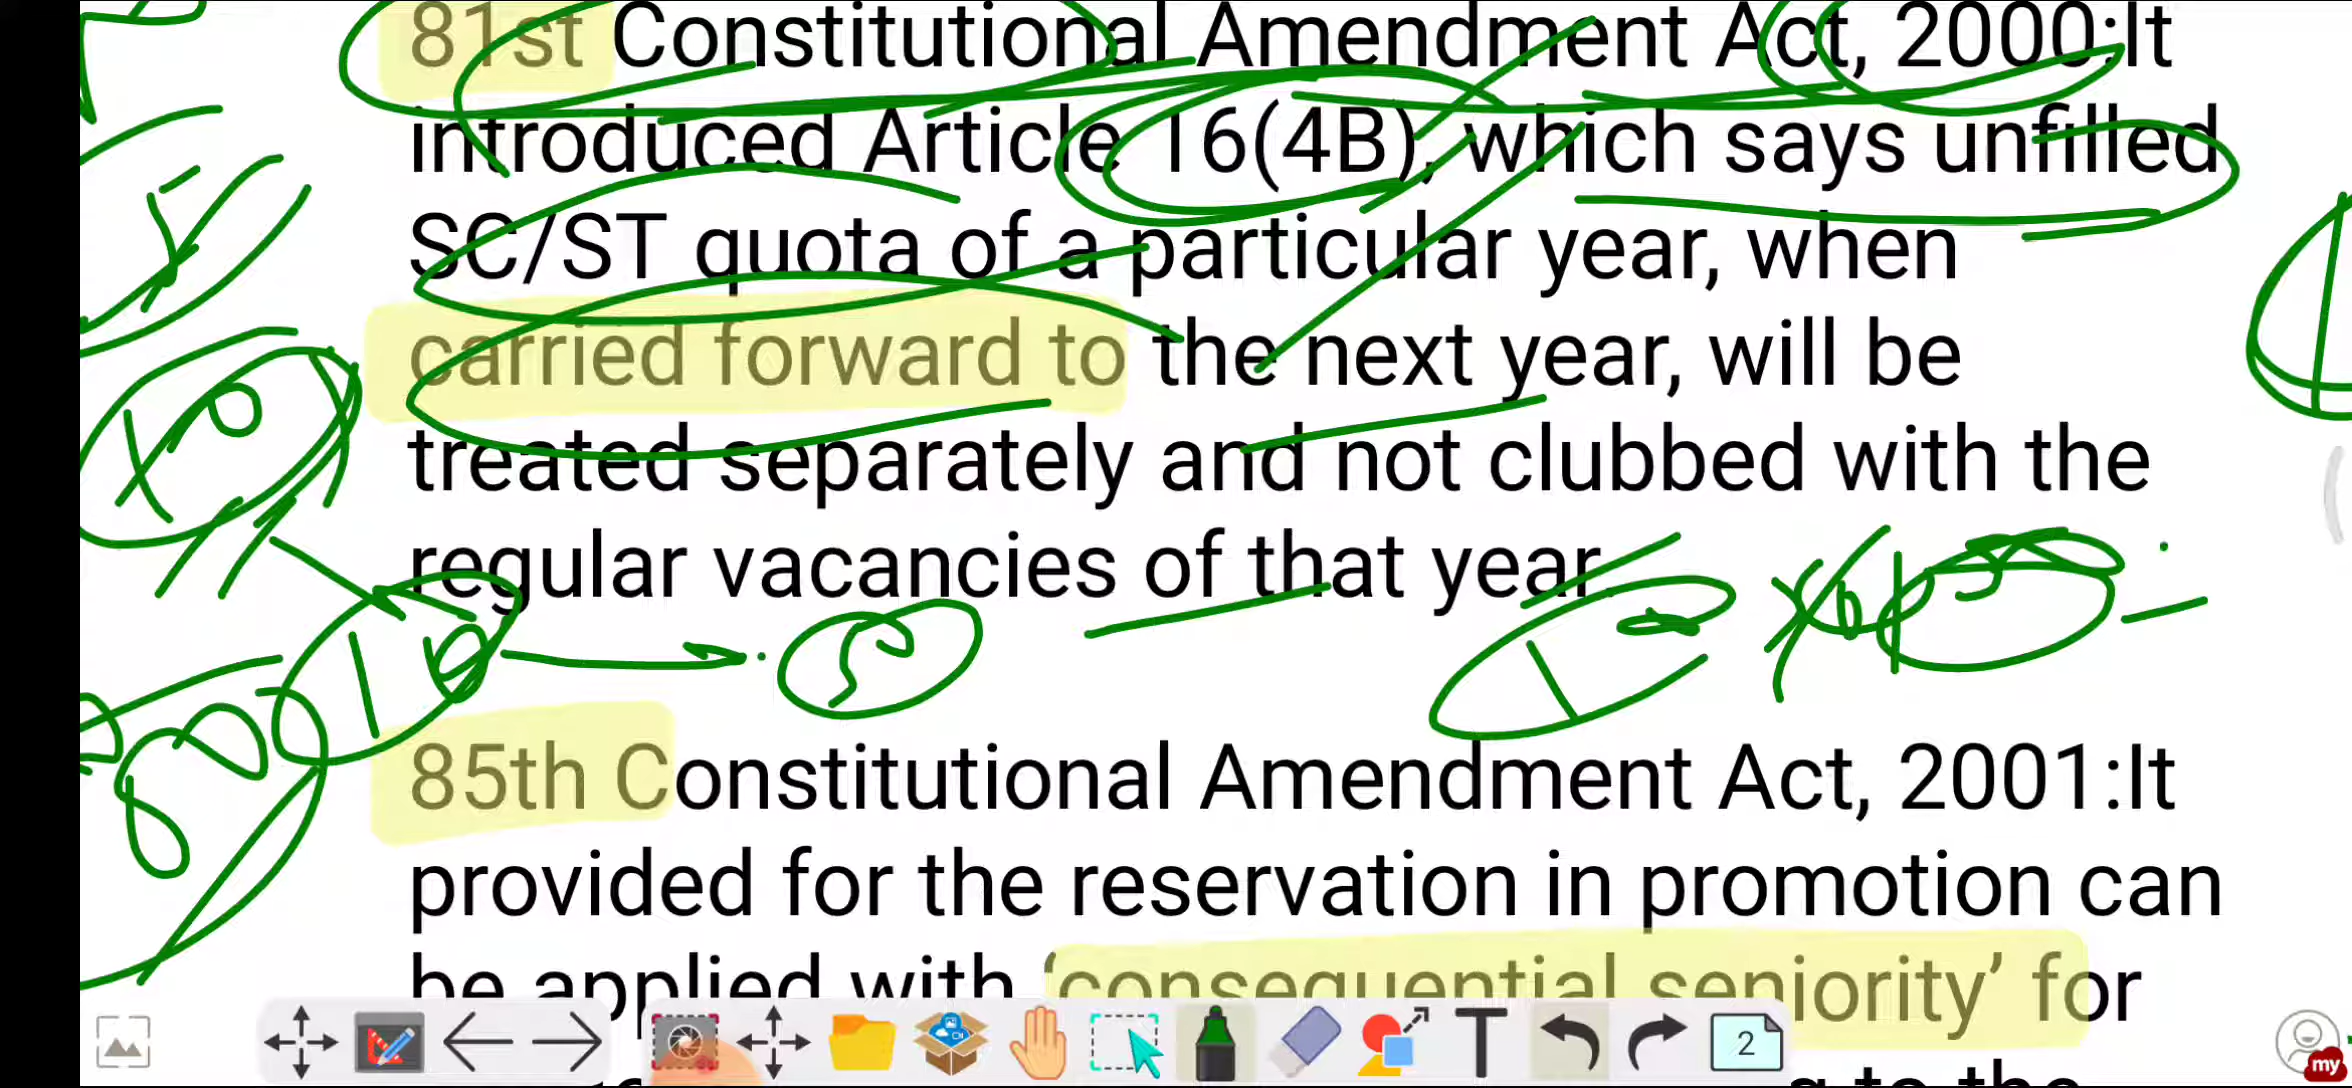 81st Constitutional Amendment Act, 2000:It
introduced Article 16(4B), which says unfilled
SC/ST quota of a particular year, when
carried forward to the next year, will be
treated separately and not clubbed with the
regular vacancies of that year.
85th Constitutional Amendment Act, 2001:It
provided for the reservation in promotion can
be applied with ‘consequential seniority’ for
to the
T
2
my